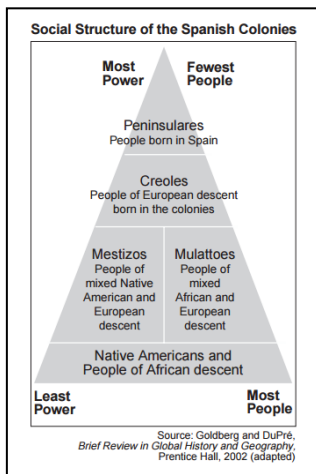 Social Structure of the Spanish Colonies
Most
Power
Fewest
People
Peninsulares
People born in Spain
Creoles
People of European descent
born in the colonies
Mestizos
People of
mixed Native
American and
European
descent
Mulattoes
People of
mixed
African and
European
descent
Native Americans and
People of African descent
Least
Power
Most
People
Source: Goldberg and DuPré,
Brief Review in Global History and Geography,
Prentice Hall, 2002 (adapted)